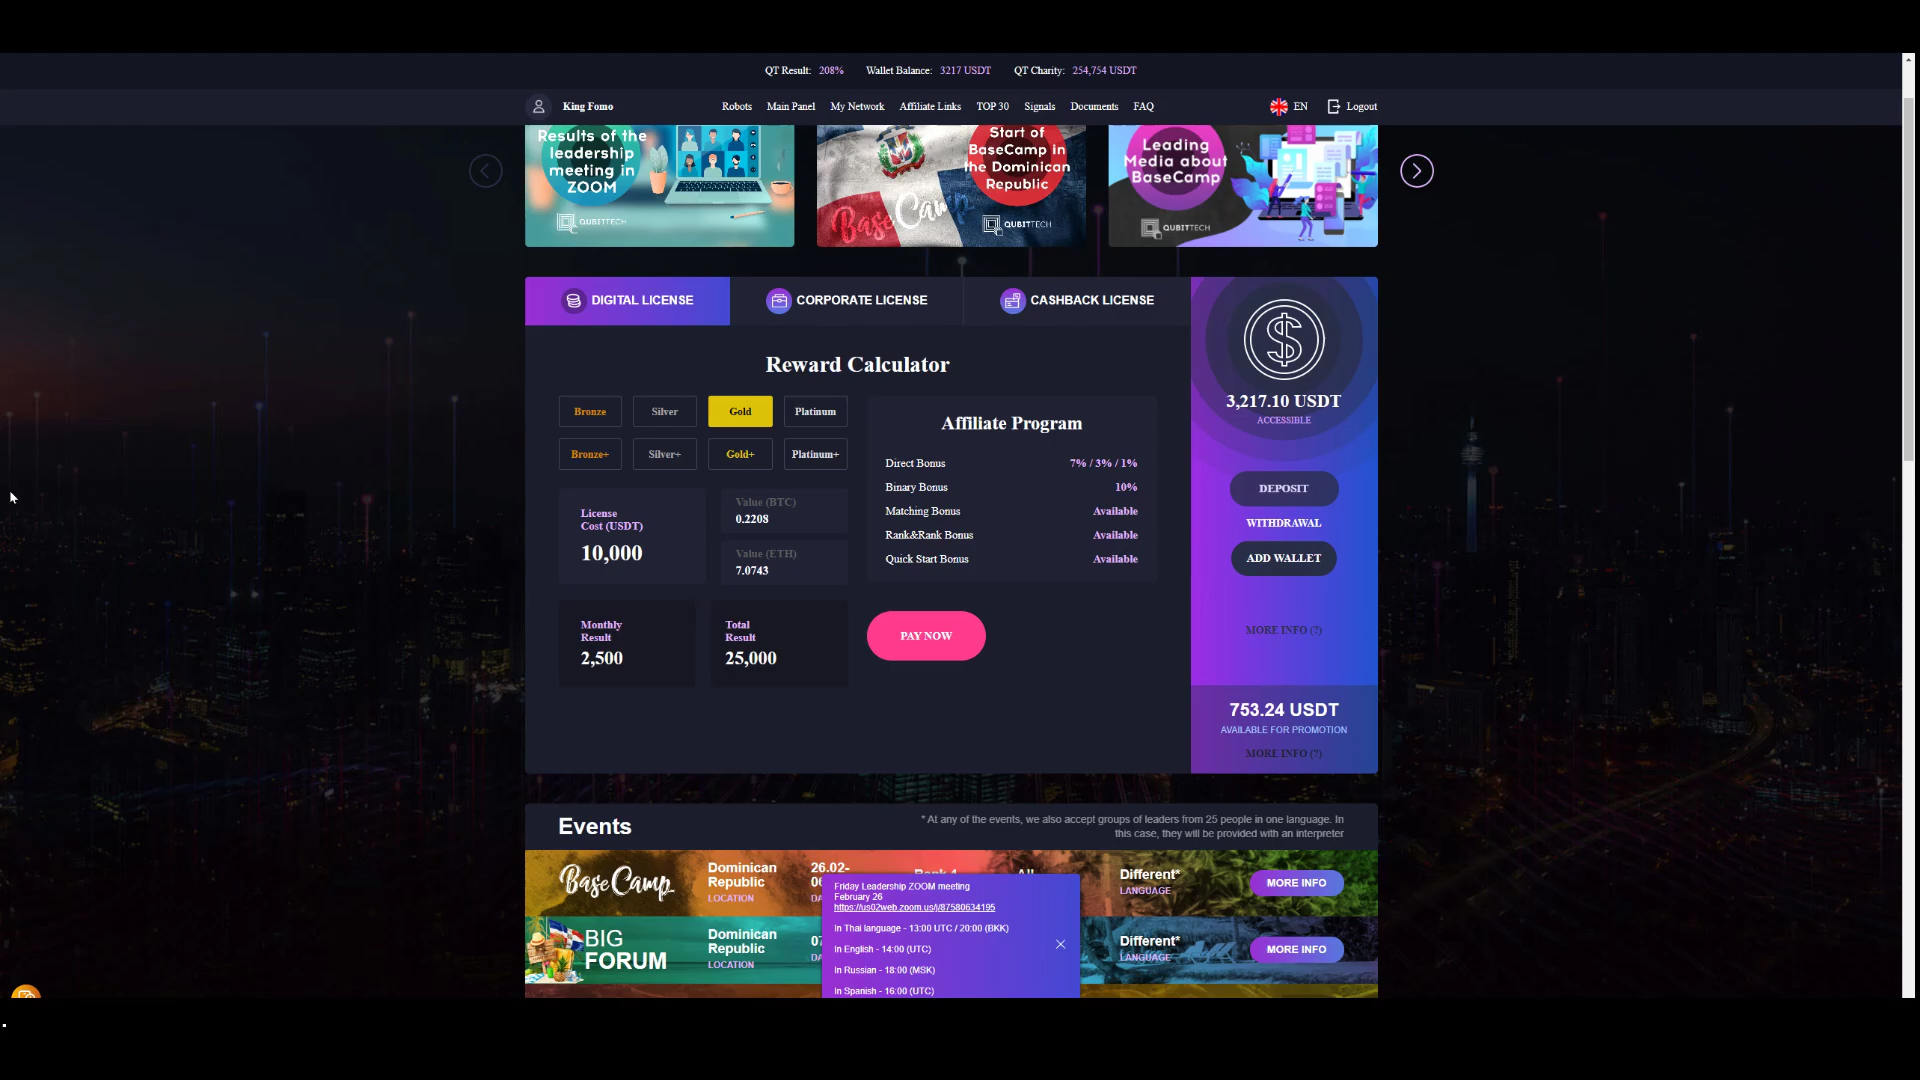 QT Result: 208% Wallet Balance: 3217 USDT QT Charity: 254,754 USDT
King Fomo Robots Main Panel My Network Affiliate Links TOP 30 Signals Documents FAQ EN Logout
Results of the
leadership
meeting in
ZOOM
QUBITTECH
Start of
BaseCamp in
the Dominican
Republic
BaseCamp
QUBITTECH
Leading
Media about
BaseCamp
QUBITTECH
DIGITAL LICENSE
CORPORATE LICENSE
CASHBACK LICENSE
Reward Calculator
Bronze Silver Gold Platinum
Bronze+ Silver+ Gold+ Platinum+
License
Cost (USDT)
10,000
Value (BTC)
0.2208
Value (ETH)
7.0743
Monthly
Result
2,500
Total
Result
25,000
Affiliate Program
Direct Bonus 7% / 3% / 1%
Binary Bonus 10%
Matching Bonus Available
Rank&Rank Bonus Available
Quick Start Bonus Available
PAY NOW
3,217.10 USDT
ACCESSIBLE
DEPOSIT
WITHDRAWAL
ADD WALLET
MORE INFO (?)
753.24 USDT
AVAILABLE FOR PROMOTION
MORE INFO (?)
Events
* At any of the events, we also accept groups of leaders from 25 people in one language. In
this case, they will be provided with an interpreter
BaseCamp
Dominican
Republic
LOCATION
26.02-
Different*
LANGUAGE
MORE INFO
BIG
FORUM
Dominican
Republic
LOCATION
Different*
LANGUAGE
MORE INFO
Friday Leadership ZOOM meeting
February 26
https://us02web.zoom.us/j/87580634195
In Thai language - 13:00 UTC / 20:00 (BKK)
In English - 14:00 (UTC)
In Russian - 18:00 (MSK)
In Spanish - 16:00 (UTC)